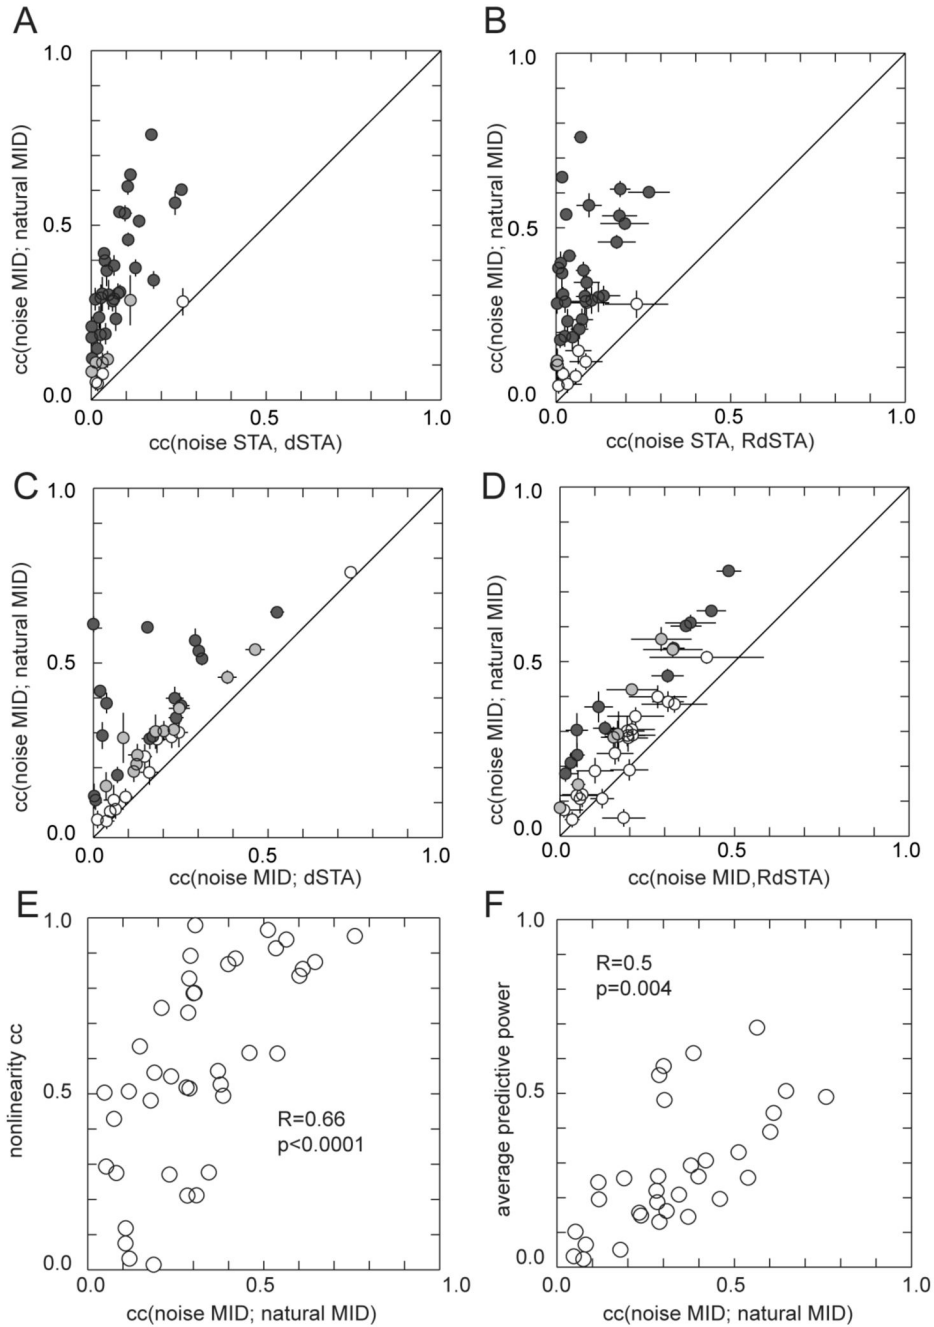 A
1.0
cc(noise MID; natural MID)
0.5
0.0
0.0
0.5
1.0
cc(noise STA, dSTA)
B
1.0
cc(noise MID; natural MID)
0.5
0.0
0.0
0.5
1.0
cc(noise STA, RdSTA)
C
1.0
cc(noise MID; natural MID)
0.5
0.0
0.0
0.5
1.0
cc(noise MID; dSTA)
D
1.0
cc(noise MID; natural MID)
0.5
0.0
0.0
0.5
1.0
cc(noise MID,RdSTA)
E
1.0
nonlinearity cc
0.5
R=0.66
p<0.0001
0.0
0.0
0.5
1.0
cc(noise MID; natural MID)
F
1.0
R=0.5
p=0.004
average predictive power
0.5
0.0
0.0
0.5
1.0
cc(noise MID; natural MID)